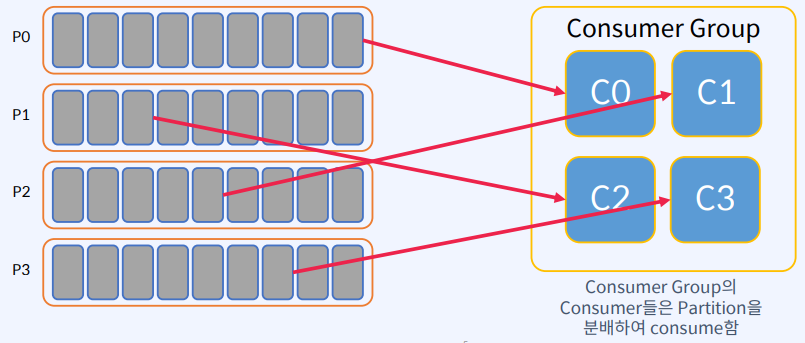 P0
P1
P2
P3
Consumer Group
C0
C1
C2
C3
Consumer Group의
Consumer들은 Partition을
분배하여 consume함